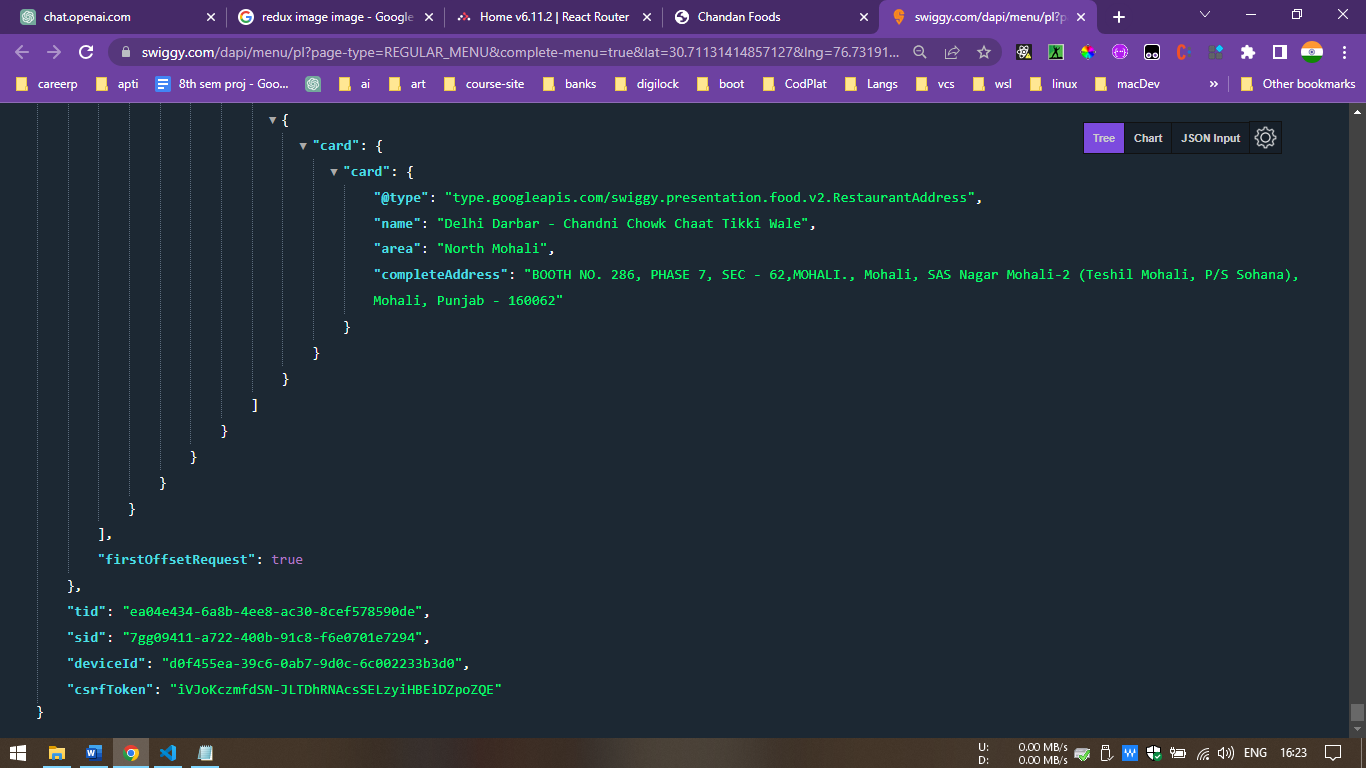 chat.openai.com
redux image image - Google
Home v6.11.2 | React Router
Chandan Foods
swiggy.com/dapi/menu/pl?p
swiggy.com/dapi/menu/pl?page-type=REGULAR_MENU&complete-menu=true&lat=30.71131414857127&lng=76.73191...
careerp
apti
8th sem proj - Goo...
ai
art
course-site
banks
digilock
boot
CodPlat
Langs
vcs
wsl
linux
macDev
»
Other bookmarks
Tree
Chart
JSON Input
{
"card": {
"card": {
"@type": "type.googleapis.com/swiggy.presentation.food.v2.RestaurantAddress",
"name": "Delhi Darbar - Chandni Chowk Chaat Tikki Wale",
"area": "North Mohali",
"completeAddress": "BOOTH NO. 286, PHASE 7, SEC - 62,MOHALI., Mohali, SAS Nagar Mohali-2 (Teshil Mohali, P/S Sohana),
Mohali, Punjab - 160062"
}
}
}
]
}
}
}
}
],
"firstOffsetRequest": true
},
"tid": "ea04e434-6a8b-4ee8-ac30-8cef578590de",
"sid": "7gg09411-a722-400b-91c8-f6e0701e7294",
"deviceId": "d0f455ea-39c6-0ab7-9d0c-6c002233b3d0",
"csrfToken": "iVJoKczmfdSN-JLTDhRNAcsSELzyiHBEiDZpoZQE"
}
U: 0.00 MB/s
D: 0.00 MB/s
ENG
16:23